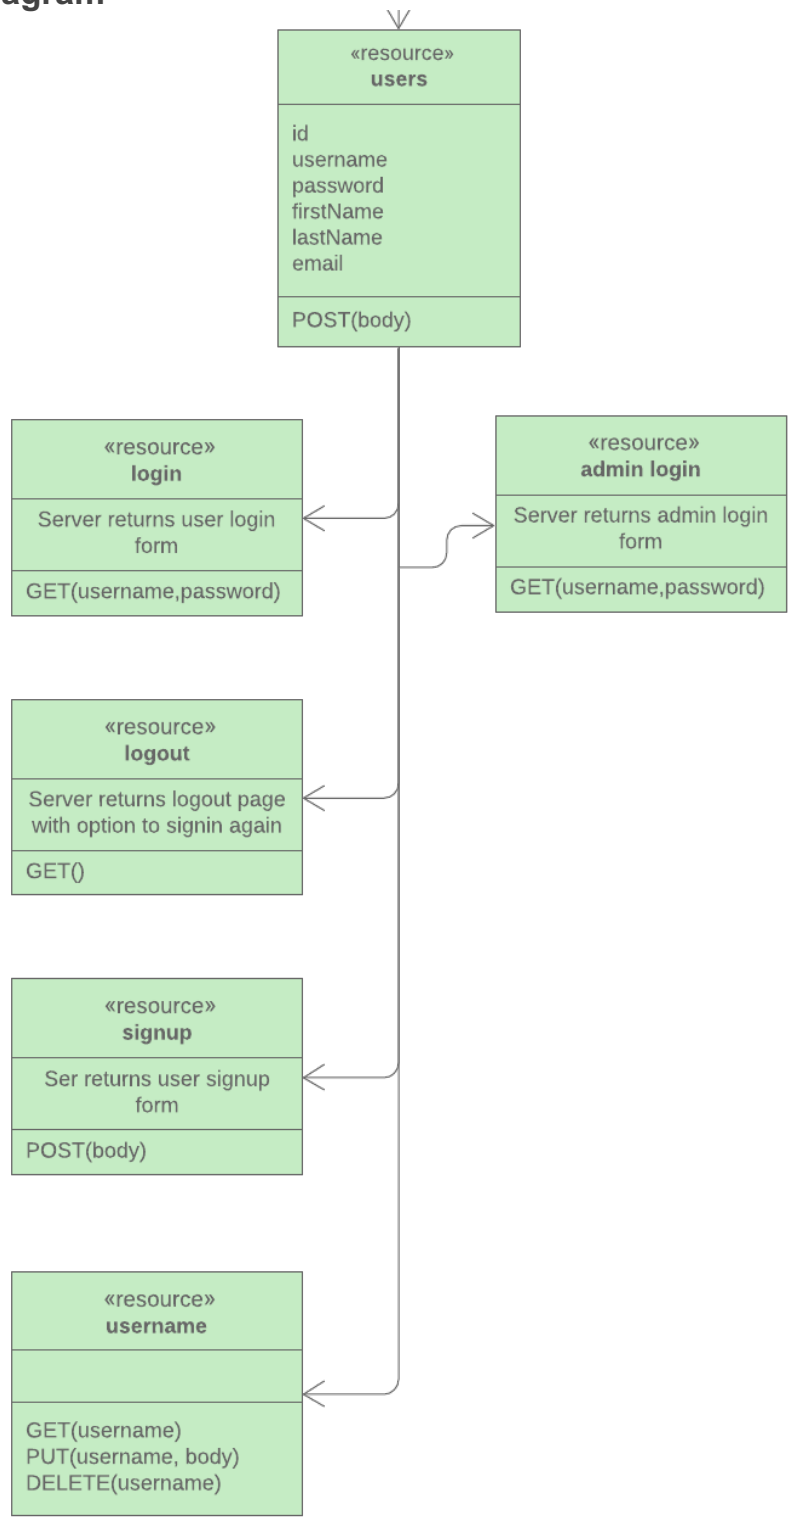 «resource»
users
id
username
password
firstName
lastName
email
POST(body)
«resource»
login
Server returns user login
form
GET(username,password)
«resource»
admin login
Server returns admin login
form
GET(username,password)
«resource»
logout
Server returns logout page
with option to signin again
GET()
«resource»
signup
Ser returns user signup
form
POST(body)
«resource»
username
GET(username)
PUT(username, body)
DELETE(username)